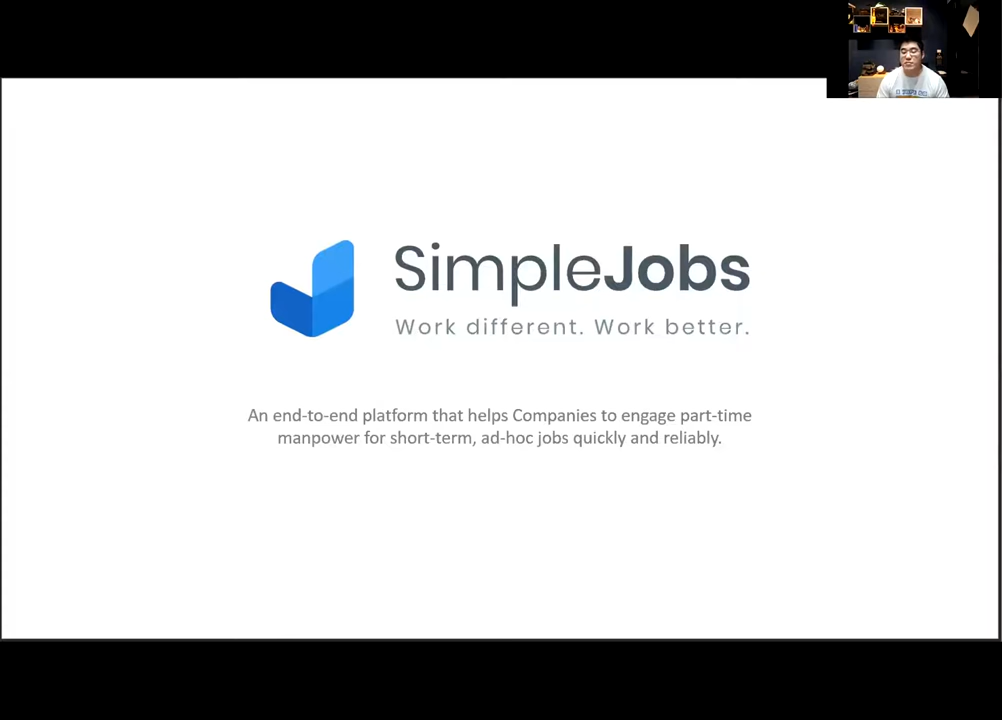 SimpleJobs
Work different. Work better.
An end-to-end platform that helps Companies to engage part-time
manpower for short-term, ad-hoc jobs quickly and reliably.